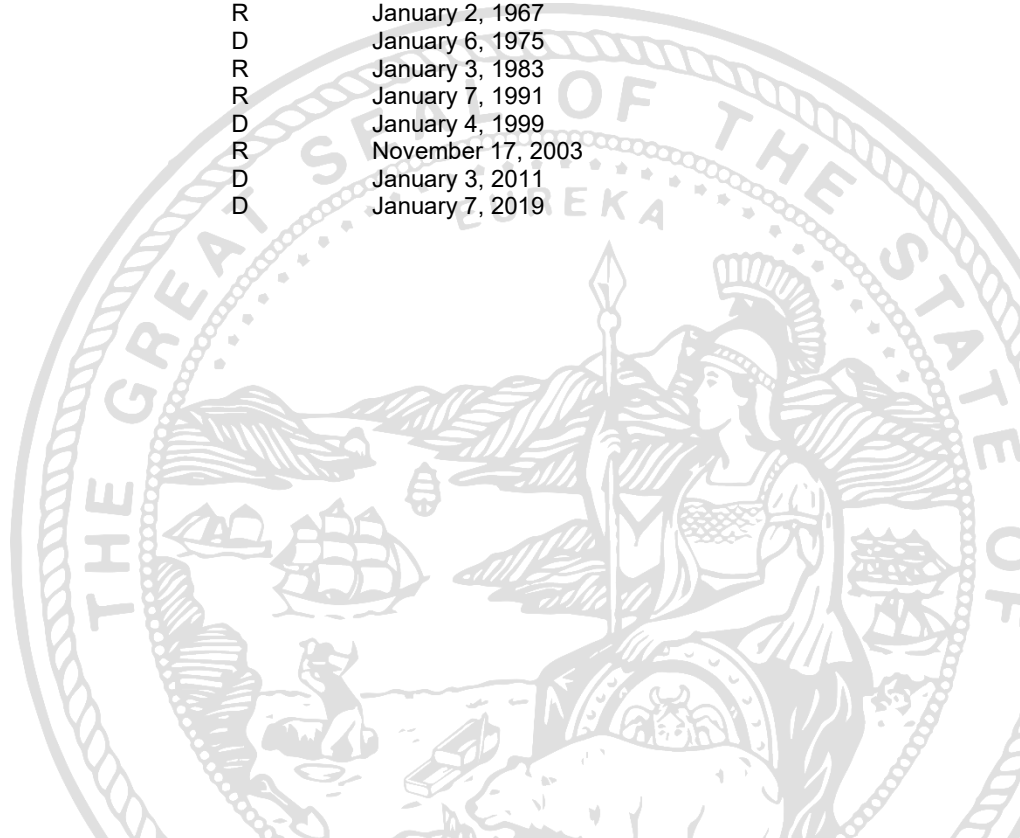 R January 2, 1967
D January 6, 1975
R January 3, 1983
R January 7, 1991
D January 4, 1999
R November 17, 2003
D January 3, 2011
D January 7, 2019
THE GREAT SEAL OF THE STATE OF
EUREKA